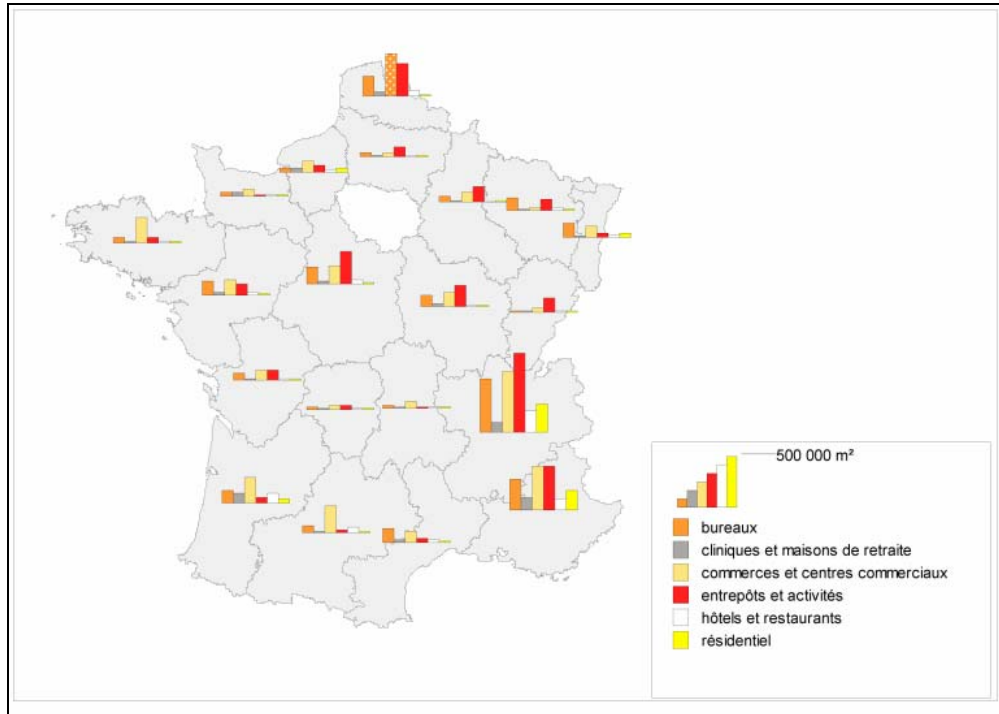 500 000 m²
bureaux
cliniques et maisons de retraite
commerces et centres commerciaux
entrepôts et activités
hôtels et restaurants
résidentiel